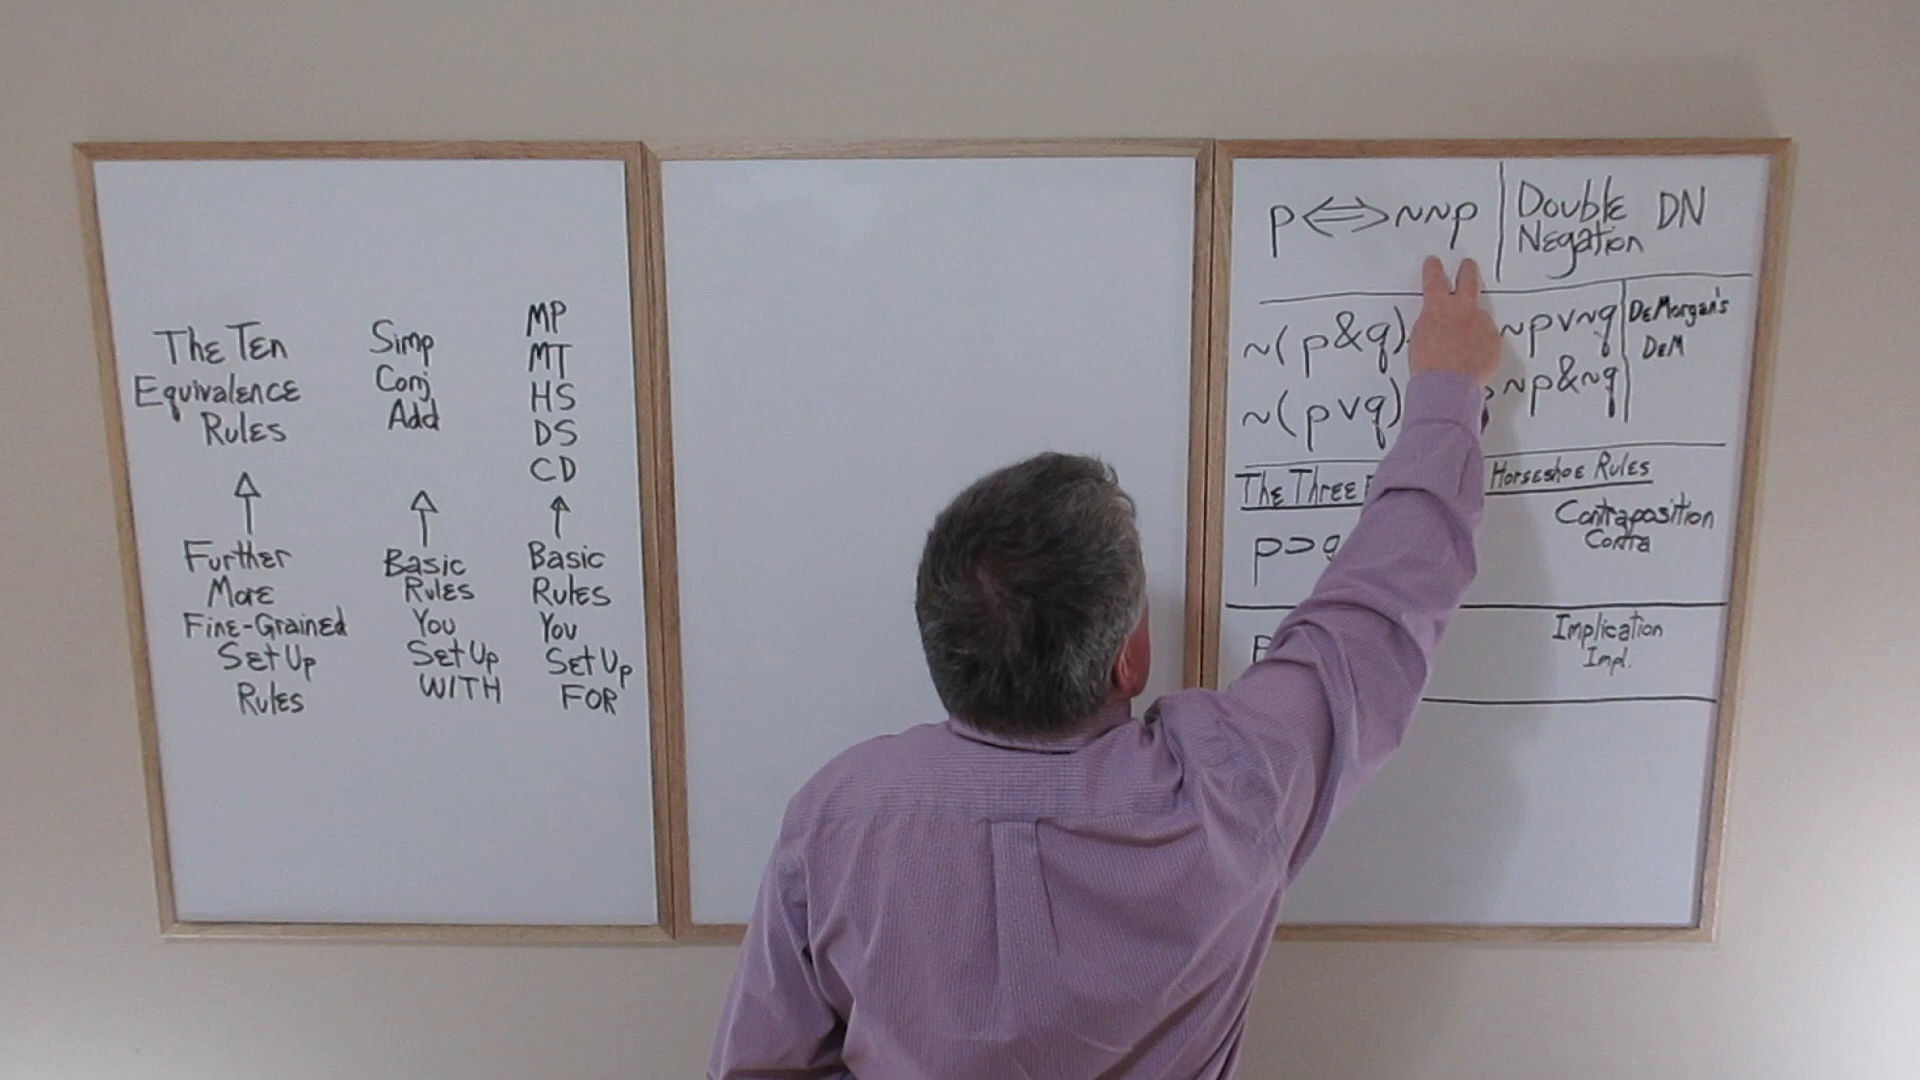 The Ten
Equivalence
Rules
Further
More
Fine-Grained
Set Up
Rules
Simp
Conj
Add
Basic
Rules
You
Set Up
WITH
MP
MT
HS
DS
CD
Basic
Rules
You
Set Up
FOR
p⟺~~p
Double DN
Negation
~(p&q) ~pv~q
DeMorgan's
DeM
~(pvq) ~p&~q
The Three Horseshoe Rules
p⊃q
Contraposition
Contra
Implication
Impl.